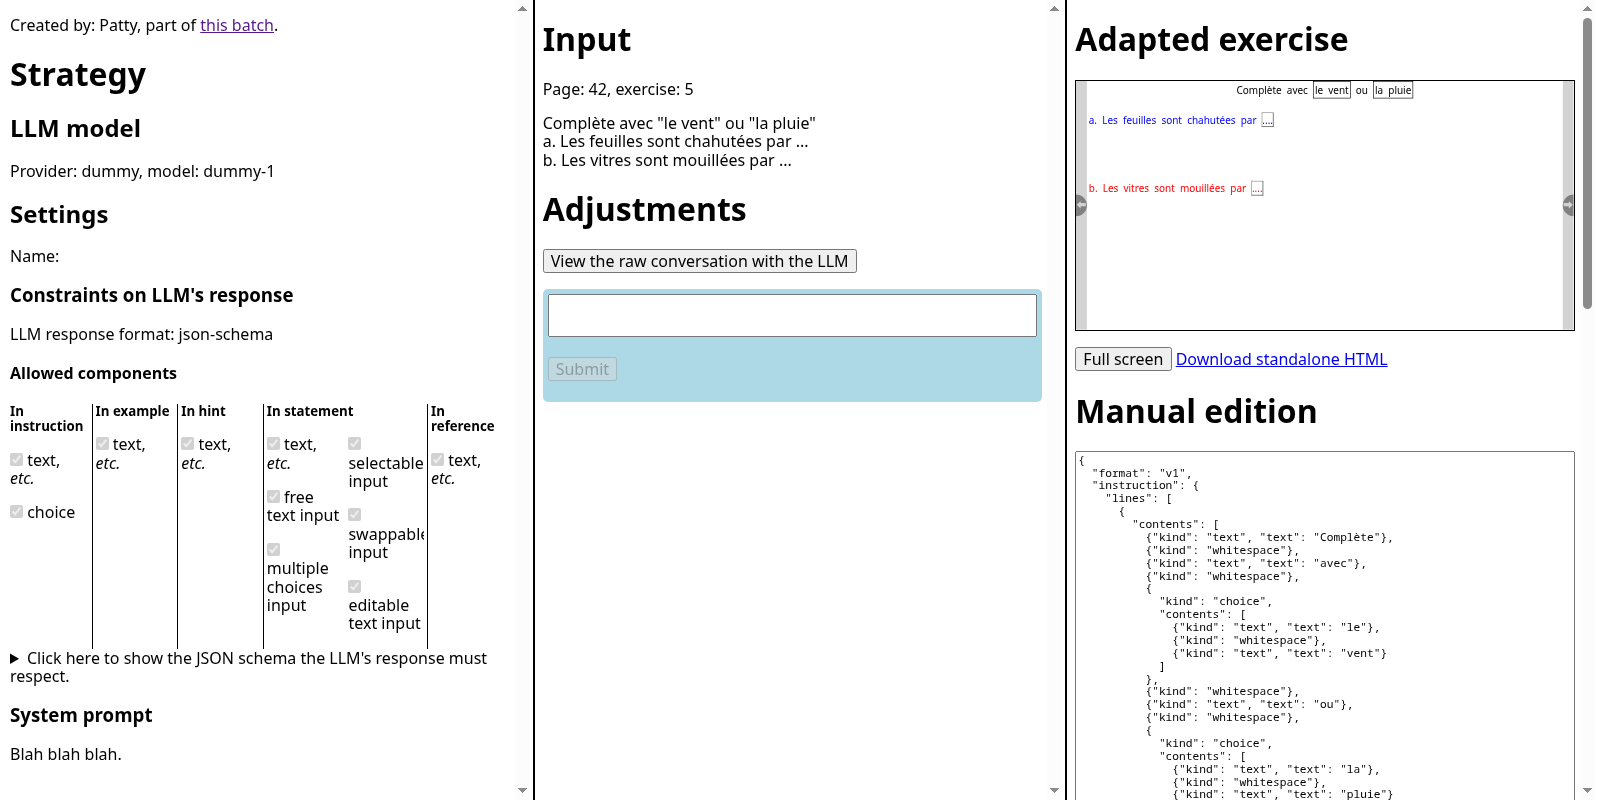 Created by: Patty, part of this batch.
Strategy
LLM model
Provider: dummy, model: dummy-1
Settings
Name:
Constraints on LLM's response
LLM response format: json-schema
Allowed components
In instruction
text, etc.
choice
In example
text, etc.
In hint
text, etc.
In statement
text, etc.
free text input
multiple choices input
selectable input
swappable input
editable text input
In reference
text, etc.
Click here to show the JSON schema the LLM's response must
respect.
System prompt
Blah blah blah.
Input
Page: 42, exercise: 5
Complète avec "le vent" ou "la pluie"
a. Les feuilles sont chahutées par ...
b. Les vitres sont mouillées par ...
Adjustments
View the raw conversation with the LLM
Submit
Adapted exercise
Complète avec le vent ou la pluie
a. Les feuilles sont chahutées par ....
b. Les vitres sont mouillées par ....
Full screen Download standalone HTML
Manual edition
{
  "format": "v1",
  "instruction": {
    "lines": [
      {
        "contents": [
          {"kind": "text", "text": "Complète"},
          {"kind": "whitespace"},
          {"kind": "text", "text": "avec"},
          {"kind": "whitespace"},
          {
            "kind": "choice",
            "contents": [
              {"kind": "text", "text": "le"},
              {"kind": "whitespace"},
              {"kind": "text", "text": "vent"}
            ]
          },
          {"kind": "whitespace"},
          {"kind": "text", "text": "ou"},
          {"kind": "whitespace"},
          {
            "kind": "choice",
            "contents": [
              {"kind": "text", "text": "la"},
              {"kind": "whitespace"},
              {"kind": "text", "text": "pluie"}